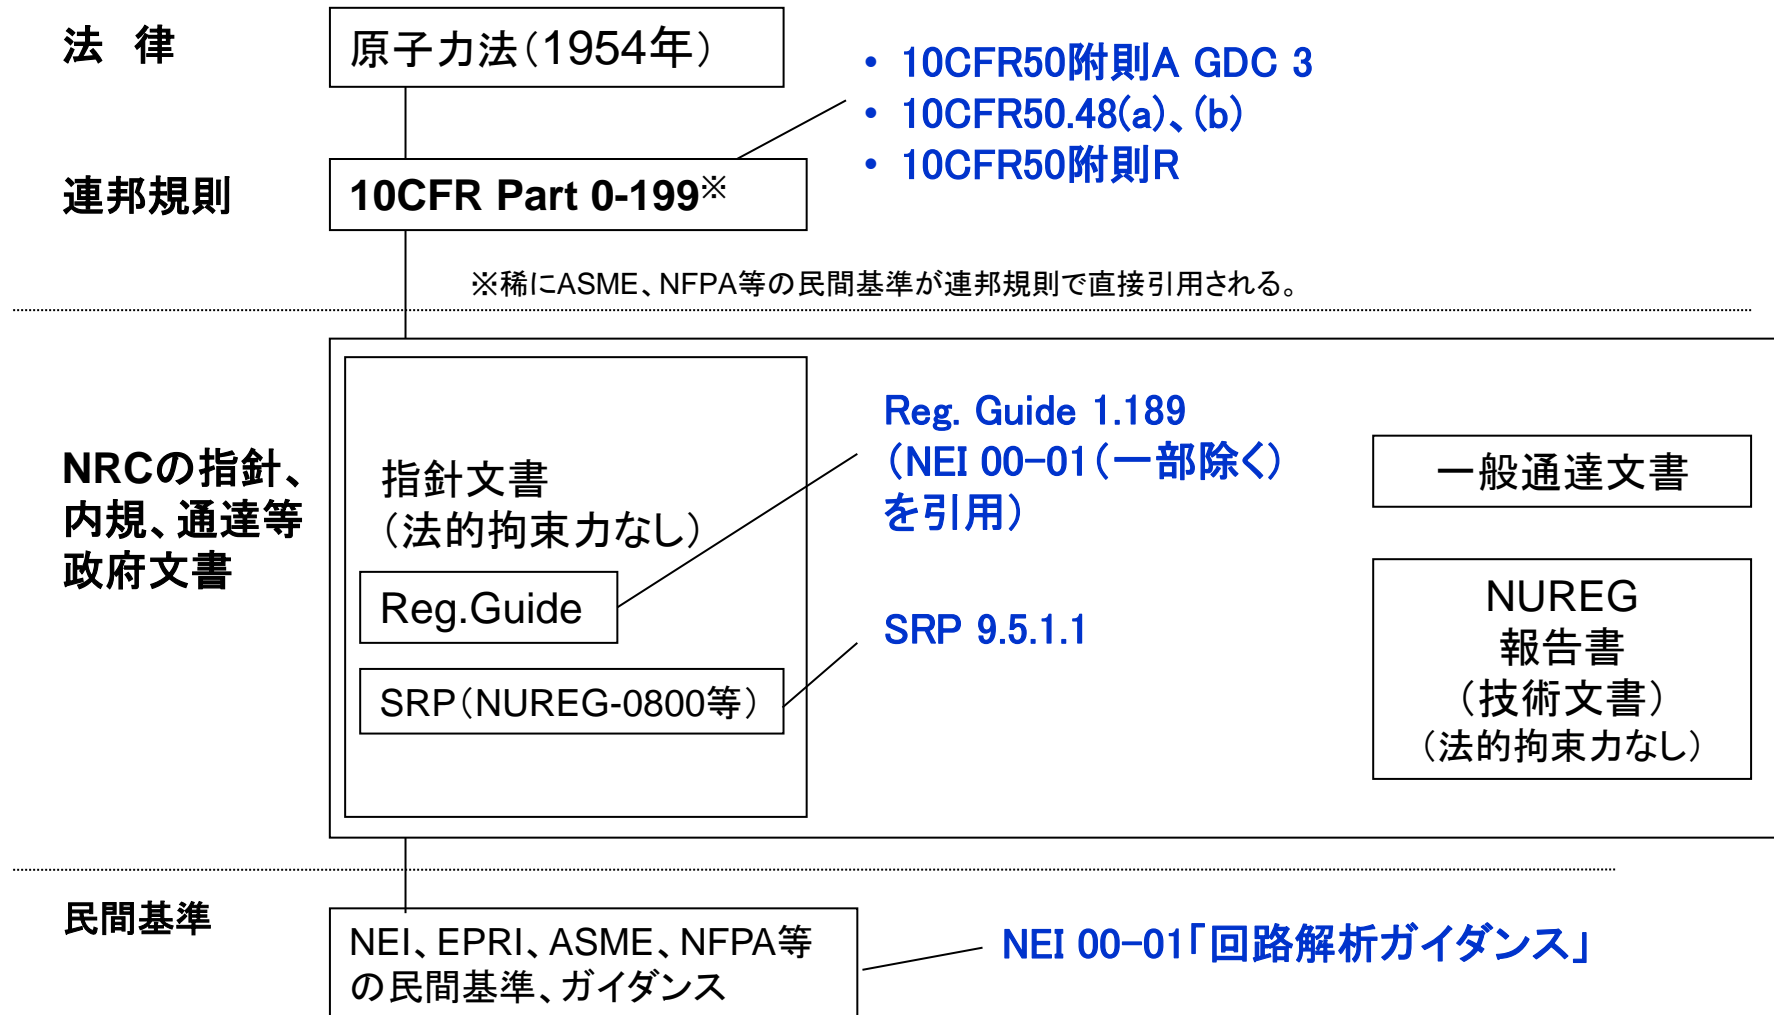 法 律
原子力法（1954年）
• 10CFR50附則A GDC 3
• 10CFR50.48(a)、(b)
• 10CFR50附則R
連邦規則
10CFR Part 0-199※
※稀にASME、NFPA等の民間基準が連邦規則で直接引用される。
NRCの指針、
内規、通達等
政府文書
指針文書
（法的拘束力なし）
Reg.Guide
SRP（NUREG-0800等）
Reg. Guide 1.189
（NEI 00-01（一部除く）
を引用）
SRP 9.5.1.1
一般通達文書
NUREG
報告書
（技術文書）
（法的拘束力なし）
民間基準
NEI、EPRI、ASME、NFPA等
の民間基準、ガイダンス
NEI 00-01「回路解析ガイダンス」